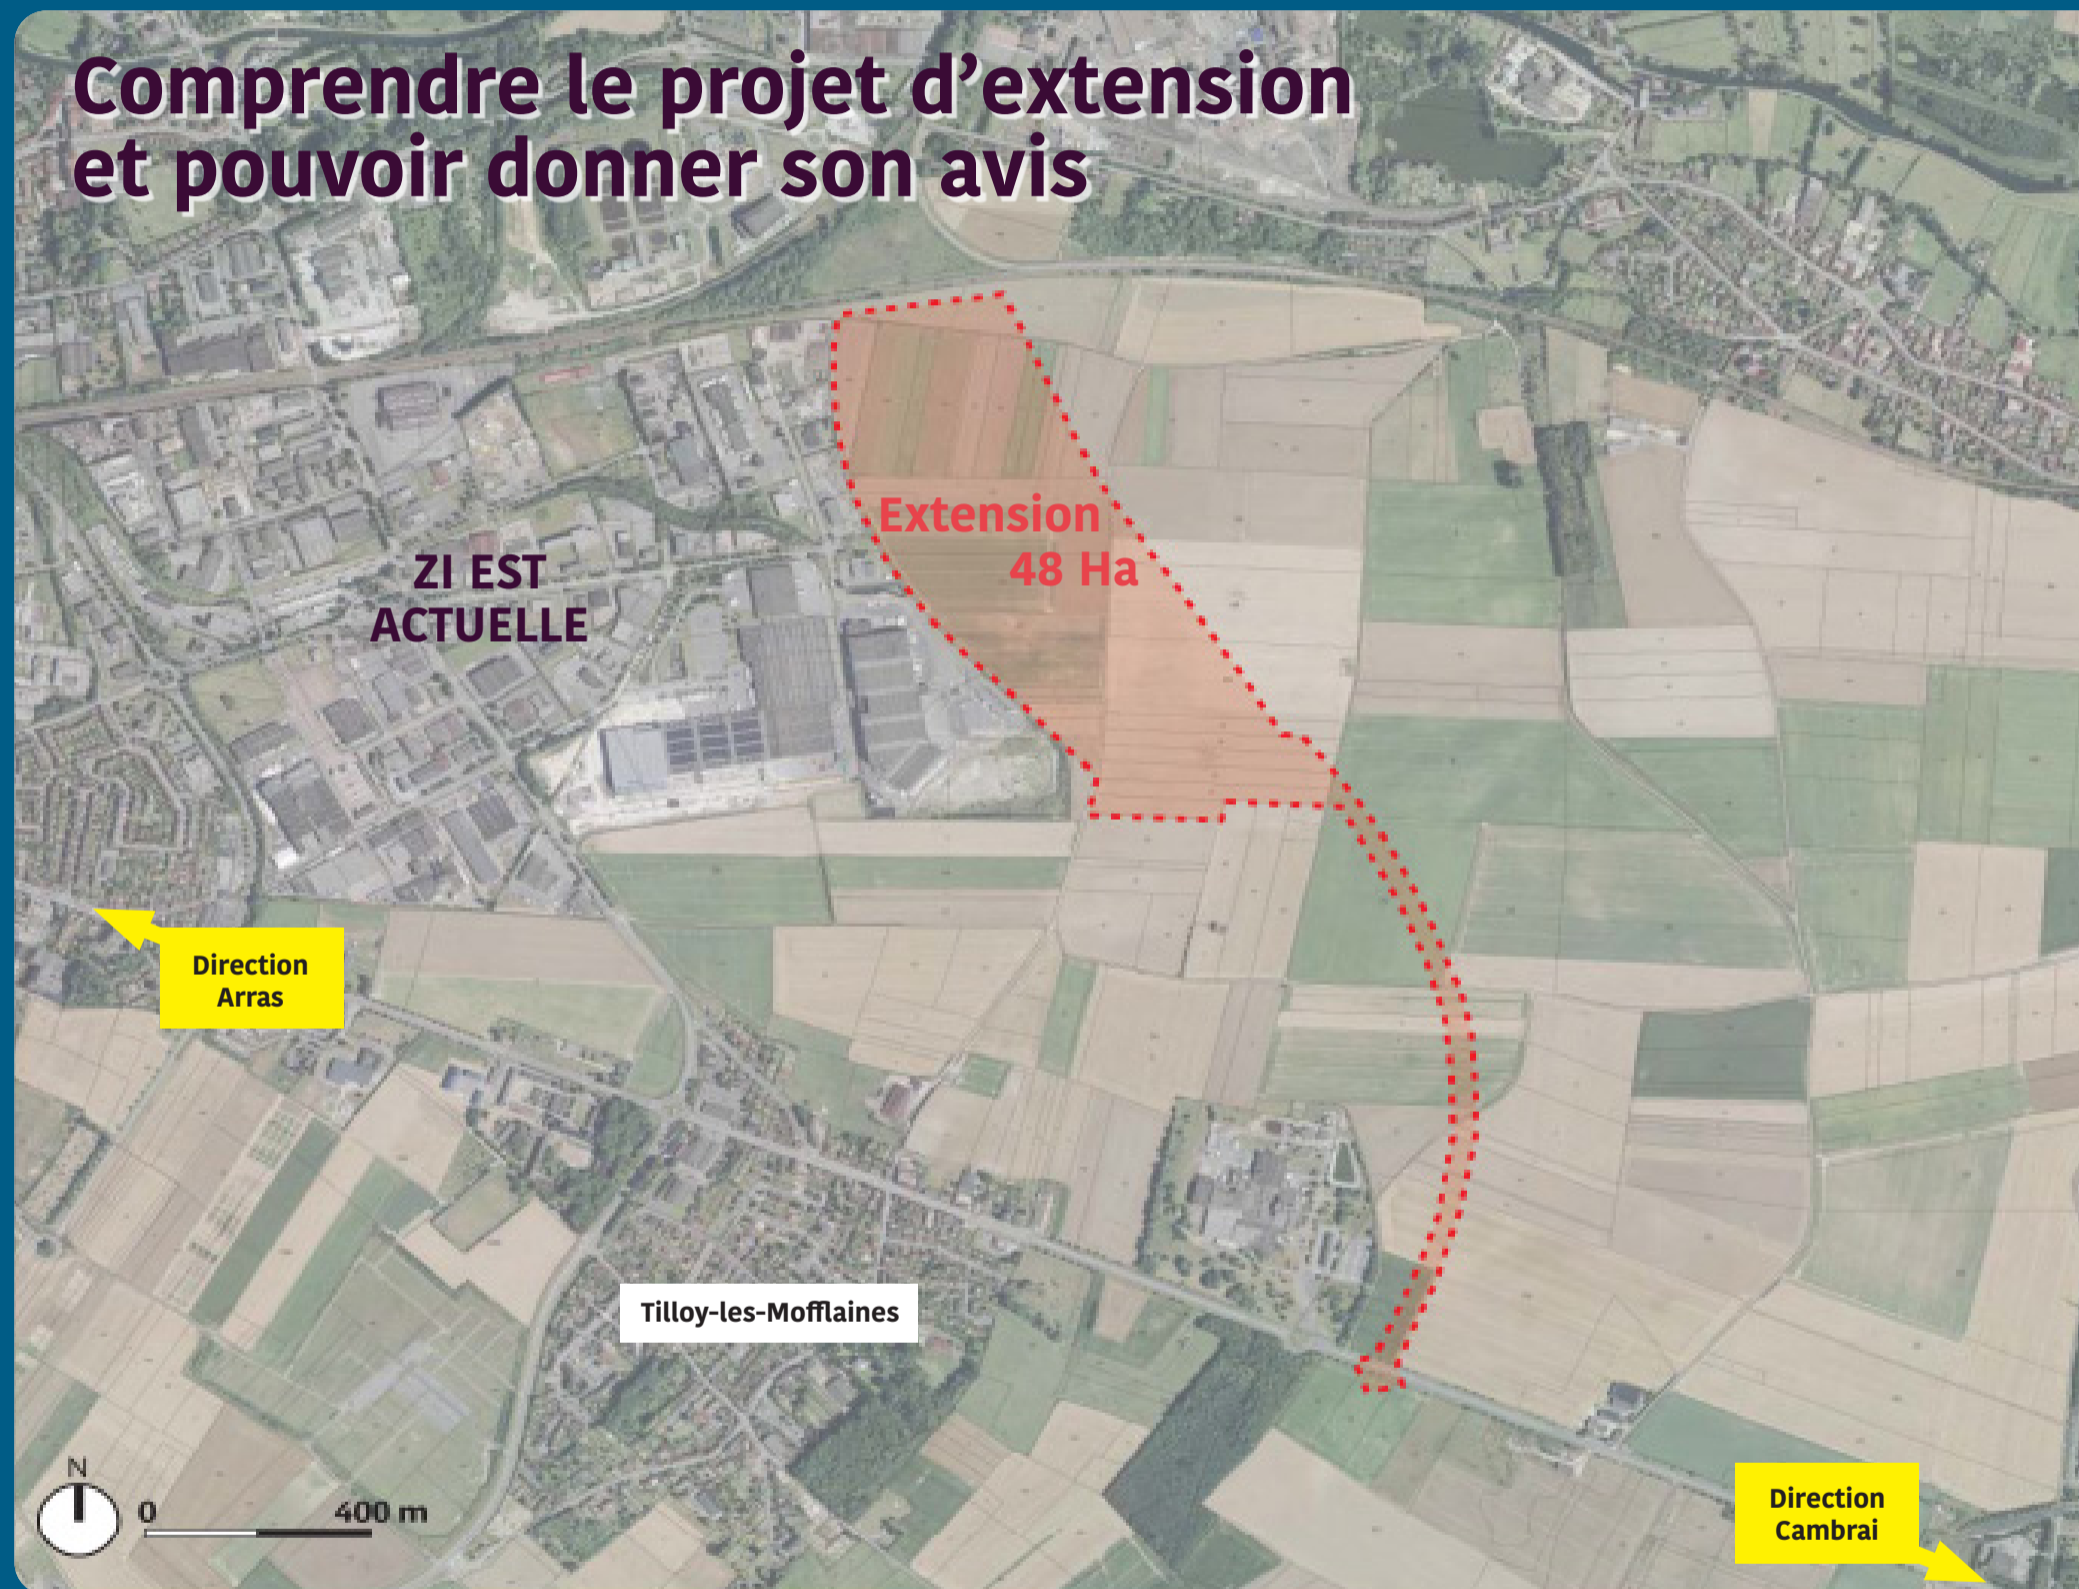 Comprendre le projet d'extension
et pouvoir donner son avis
Extension
48 Ha
ZI EST
ACTUELLE
Direction
Arras
Tilloy-les-Mofflaines
N
0 400 m
Direction
Cambrai